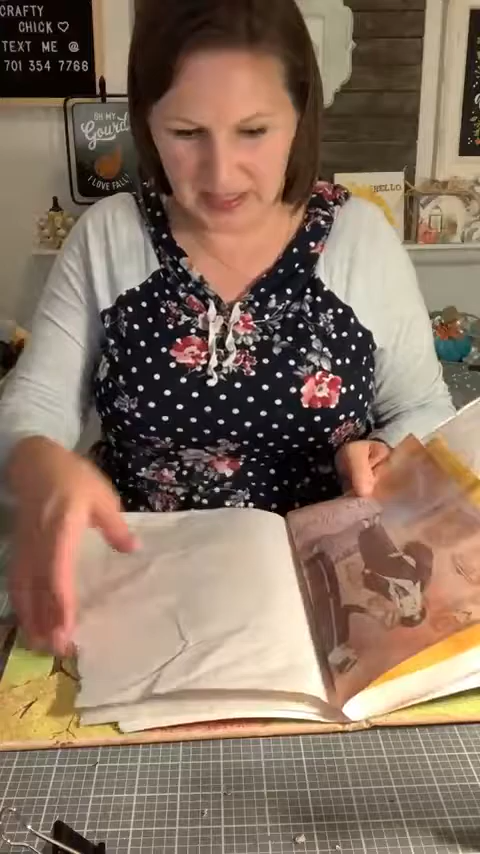 CRAFTY
CHICK ♡
TEXT ME @
701 354 7766
OH MY
Gourd
I LOVE FALL!
HELLO